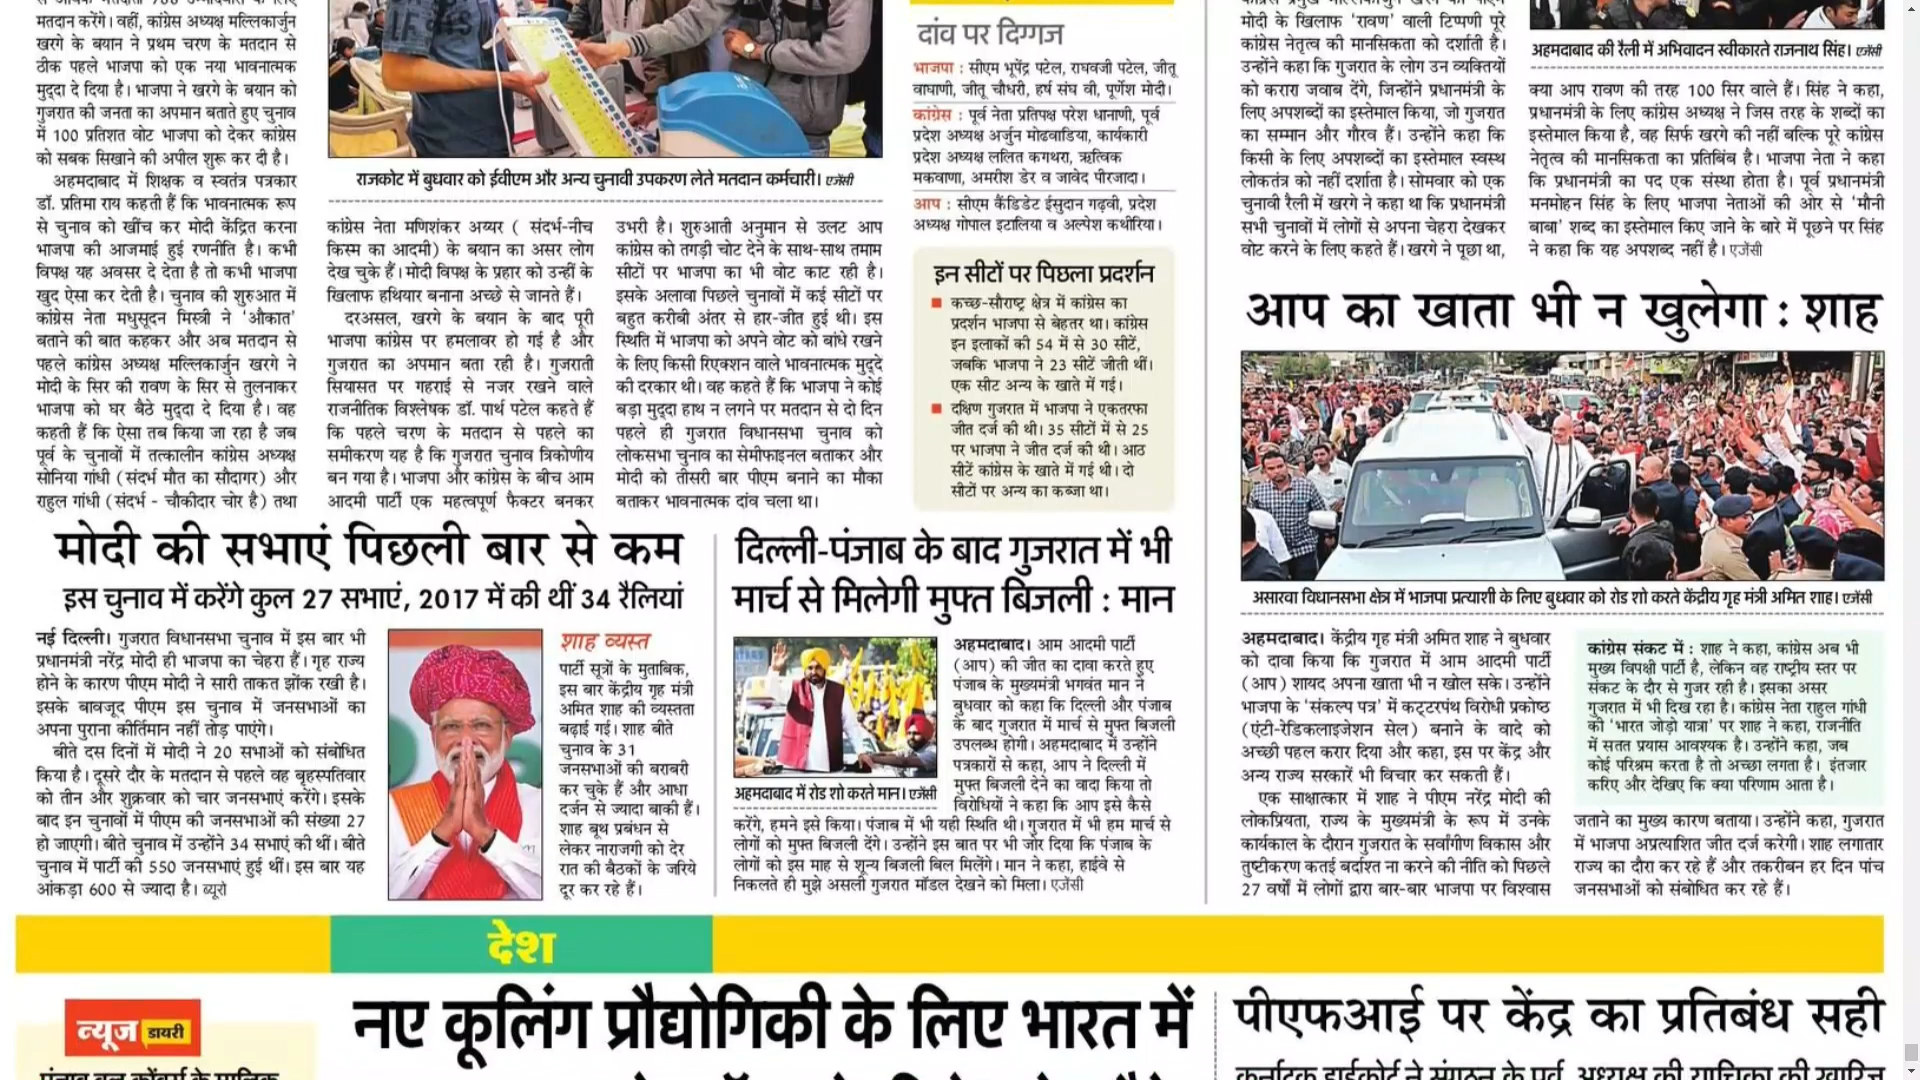 मतदान करेंगे। वहीं, कांग्रेस अध्यक्ष मल्लिकार्जुन
खरगे के बयान ने प्रथम चरण के मतदान से
ठीक पहले भाजपा को एक नया भावनात्मक
मुद्दा दे दिया है। भाजपा ने खरगे के बयान को
गुजरात की जनता का अपमान बताते हुए चुनाव
में 100 प्रतिशत वोट भाजपा को देकर कांग्रेस
को सबक सिखाने की अपील शुरू कर दी है।
अहमदाबाद में शिक्षक व स्वतंत्र पत्रकार
डॉ. प्रतिमा राय कहती हैं कि भावनात्मक रूप
से चुनाव को खींच कर मोदी केंद्रित करना
भाजपा की आजमाई हुई रणनीति है। कभी
विपक्ष यह अवसर दे देता है तो कभी भाजपा
खुद ऐसा कर देती है। चुनाव की शुरुआत में
कांग्रेस नेता मधुसूदन मिस्त्री ने 'औकात'
बताने की बात कहकर और अब मतदान से
पहले कांग्रेस अध्यक्ष मल्लिकार्जुन खरगे ने
मोदी के सिर की रावण के सिर से तुलनाकर
भाजपा को घर बैठे मुद्दा दे दिया है। वह
कहती हैं कि ऐसा तब किया जा रहा है जब
पूर्व के चुनावों में तत्कालीन कांग्रेस अध्यक्ष
सोनिया गांधी (संदर्भ मौत का सौदागर) और
राहुल गांधी (संदर्भ - चौकीदार चोर है) तथा
राजकोट में बुधवार को ईवीएम और अन्य चुनावी उपकरण लेते मतदान कर्मचारी। एजेंसी
कांग्रेस नेता मणिशंकर अय्यर ( संदर्भ-नीच
किस्म का आदमी) के बयान का असर लोग
देख चुके हैं। मोदी विपक्ष के प्रहार को उन्हीं के
खिलाफ हथियार बनाना अच्छे से जानते हैं।
दरअसल, खरगे के बयान के बाद पूरी
भाजपा कांग्रेस पर हमलावर हो गई है और
गुजरात का अपमान बता रही है। गुजराती
सियासत पर गहराई से नजर रखने वाले
राजनीतिक विश्लेषक डॉ. पार्थ पटेल कहते हैं
कि पहले चरण के मतदान से पहले का
समीकरण यह है कि गुजरात चुनाव त्रिकोणीय
बन गया है। भाजपा और कांग्रेस के बीच आम
आदमी पार्टी एक महत्वपूर्ण फैक्टर बनकर
उभरी है। शुरुआती अनुमान से उलट आप
कांग्रेस को तगड़ी चोट देने के साथ-साथ तमाम
सीटों पर भाजपा का भी वोट काट रही है।
इसके अलावा पिछले चुनावों में कई सीटों पर
बहुत करीबी अंतर से हार-जीत हुई थी। इस
स्थिति में भाजपा को अपने वोट को बांधे रखने
के लिए किसी रिएक्शन वाले भावनात्मक मुद्दे
की दरकार थी। वह कहते हैं कि भाजपा ने कोई
बड़ा मुद्दा हाथ न लगने पर मतदान से दो दिन
पहले ही गुजरात विधानसभा चुनाव को
लोकसभा चुनाव का सेमीफाइनल बताकर और
मोदी को तीसरी बार पीएम बनाने का मौका
बताकर भावनात्मक दांव चला था।
दांव पर दिग्गज
भाजपा : सीएम भूपेंद्र पटेल, राघवजी पटेल, जीतू
वाघाणी, जीतू चौधरी, हर्ष संघ वी, पूर्णेश मोदी।
कांग्रेस : पूर्व नेता प्रतिपक्ष परेश धानाणी, पूर्व
प्रदेश अध्यक्ष अर्जुन मोढवाडिया, कार्यकारी
प्रदेश अध्यक्ष ललित कगथरा, ऋत्विक
मकवाणा, अमरीश डेर व जावेद पीरजादा।
आप : सीएम कैंडिडेट ईसुदान गढ़वी, प्रदेश
अध्यक्ष गोपाल इटालिया व अल्पेश कथीरिया।
इन सीटों पर पिछला प्रदर्शन
कच्छ-सौराष्ट्र क्षेत्र में कांग्रेस का
प्रदर्शन भाजपा से बेहतर था। कांग्रेस
इन इलाकों की 54 में से 30 सीटें,
जबकि भाजपा ने 23 सीटें जीती थीं।
एक सीट अन्य के खाते में गई।
दक्षिण गुजरात में भाजपा ने एकतरफा
जीत दर्ज की थी। 35 सीटों में से 25
पर भाजपा ने जीत दर्ज की थी। आठ
सीटें कांग्रेस के खाते में गई थी। दो
सीटों पर अन्य का कब्जा था।
मोदी के खिलाफ 'रावण' वाली टिप्पणी पूरे
कांग्रेस नेतृत्व की मानसिकता को दर्शाती है।
उन्होंने कहा कि गुजरात के लोग उन व्यक्तियों
को करारा जवाब देंगे, जिन्होंने प्रधानमंत्री के
लिए अपशब्दों का इस्तेमाल किया, जो गुजरात
का सम्मान और गौरव हैं। उन्होंने कहा कि
किसी के लिए अपशब्दों का इस्तेमाल स्वस्थ
लोकतंत्र को नहीं दर्शाता है। सोमवार को एक
चुनावी रैली में खरगे ने कहा था कि प्रधानमंत्री
सभी चुनावों में लोगों से अपना चेहरा देखकर
वोट करने के लिए कहते हैं। खरगे ने पूछा था,
अहमदाबाद की रैली में अभिवादन स्वीकारते राजनाथ सिंह। एजेंसी
क्या आप रावण की तरह 100 सिर वाले हैं। सिंह ने कहा,
प्रधानमंत्री के लिए कांग्रेस अध्यक्ष ने जिस तरह के शब्दों का
इस्तेमाल किया है, वह सिर्फ खरगे की नहीं बल्कि पूरे कांग्रेस
नेतृत्व की मानसिकता का प्रतिबिंब है। भाजपा नेता ने कहा
कि प्रधानमंत्री का पद एक संस्था होता है। पूर्व प्रधानमंत्री
मनमोहन सिंह के लिए भाजपा नेताओं की ओर से 'मौनी
बाबा' शब्द का इस्तेमाल किए जाने के बारे में पूछने पर सिंह
ने कहा कि यह अपशब्द नहीं है। एजेंसी
आप का खाता भी न खुलेगा : शाह
असारवा विधानसभा क्षेत्र में भाजपा प्रत्याशी के लिए बुधवार को रोड शो करते केंद्रीय गृह मंत्री अमित शाह। एजेंसी
अहमदाबाद। केंद्रीय गृह मंत्री अमित शाह ने बुधवार
को दावा किया कि गुजरात में आम आदमी पार्टी
(आप) शायद अपना खाता भी न खोल सके। उन्होंने
भाजपा के 'संकल्प पत्र' में कट्टरपंथ विरोधी प्रकोष्ठ
(एंटी-रेडिकलाइजेशन सेल) बनाने के वादे को
अच्छी पहल करार दिया और कहा, इस पर केंद्र और
अन्य राज्य सरकारें भी विचार कर सकती हैं।
एक साक्षात्कार में शाह ने पीएम नरेंद्र मोदी की
लोकप्रियता, राज्य के मुख्यमंत्री के रूप में उनके
कार्यकाल के दौरान गुजरात के सर्वांगीण विकास और
तुष्टीकरण कतई बर्दाश्त ना करने की नीति को पिछले
27 वर्षों में लोगों द्वारा बार-बार भाजपा पर विश्वास
कांग्रेस संकट में : शाह ने कहा, कांग्रेस अब भी
मुख्य विपक्षी पार्टी है, लेकिन वह राष्ट्रीय स्तर पर
संकट के दौर से गुजर रही है। इसका असर
गुजरात में भी दिख रहा है। कांग्रेस नेता राहुल गांधी
की 'भारत जोड़ो यात्रा' पर शाह ने कहा, राजनीति
में सतत प्रयास आवश्यक है। उन्होंने कहा, जब
कोई परिश्रम करता है तो अच्छा लगता है। इंतजार
करिए और देखिए कि क्या परिणाम आता है।
जताने का मुख्य कारण बताया। उन्होंने कहा, गुजरात
में भाजपा अप्रत्याशित जीत दर्ज करेगी। शाह लगातार
राज्य का दौरा कर रहे हैं और तकरीबन हर दिन पांच
जनसभाओं को संबोधित कर रहे हैं।
मोदी की सभाएं पिछली बार से कम
इस चुनाव में करेंगे कुल 27 सभाएं, 2017 में की थीं 34 रैलियां
नई दिल्ली। गुजरात विधानसभा चुनाव में इस बार भी
प्रधानमंत्री नरेंद्र मोदी ही भाजपा का चेहरा हैं। गृह राज्य
होने के कारण पीएम मोदी ने सारी ताकत झोंक रखी है।
इसके बावजूद पीएम इस चुनाव में जनसभाओं का
अपना पुराना कीर्तिमान नहीं तोड़ पाएंगे।
बीते दस दिनों में मोदी ने 20 सभाओं को संबोधित
किया है। दूसरे दौर के मतदान से पहले वह बृहस्पतिवार
को तीन और शुक्रवार को चार जनसभाएं करेंगे। इसके
बाद इन चुनावों में पीएम की जनसभाओं की संख्या 27
हो जाएगी। बीते चुनाव में उन्होंने 34 सभाएं की थीं। बीते
चुनाव में पार्टी की 550 जनसभाएं हुई थीं। इस बार यह
आंकड़ा 600 से ज्यादा है। ब्यूरो
शाह व्यस्त
पार्टी सूत्रों के मुताबिक,
इस बार केंद्रीय गृह मंत्री
अमित शाह की व्यस्तता
बढ़ाई गई। शाह बीते
चुनाव के 31
जनसभाओं की बराबरी
कर चुके हैं और आधा
दर्जन से ज्यादा बाकी हैं।
शाह बूथ प्रबंधन से
लेकर नाराजगी को देर
रात की बैठकों के जरिये
दूर कर रहे हैं।
दिल्ली-पंजाब के बाद गुजरात में भी
मार्च से मिलेगी मुफ्त बिजली : मान
अहमदाबाद में रोड शो करते मान। एजेंसी
अहमदाबाद। आम आदमी पार्टी
(आप) की जीत का दावा करते हुए
पंजाब के मुख्यमंत्री भगवंत मान ने
बुधवार को कहा कि दिल्ली और पंजाब
के बाद गुजरात में मार्च से मुफ्त बिजली
उपलब्ध होगी। अहमदाबाद में उन्होंने
पत्रकारों से कहा, आप ने दिल्ली में
मुफ्त बिजली देने का वादा किया तो
विरोधियों ने कहा कि आप इसे कैसे
करेंगे, हमने इसे किया। पंजाब में भी यही स्थिति थी। गुजरात में भी हम मार्च से
लोगों को मुफ्त बिजली देंगे। उन्होंने इस बात पर भी जोर दिया कि पंजाब के
लोगों को इस माह से शून्य बिजली बिल मिलेंगे। मान ने कहा, हाईवे से
निकलते ही मुझे असली गुजरात मॉडल देखने को मिला। एजेंसी
देश
न्यूज डायरी
नए कूलिंग प्रौद्योगिकी के लिए भारत में
पीएफआई पर केंद्र का प्रतिबंध सही
कर्नाटक हाईकोर्ट ने संगठन के पूर्व अध्यक्ष की याचिका की खारिज